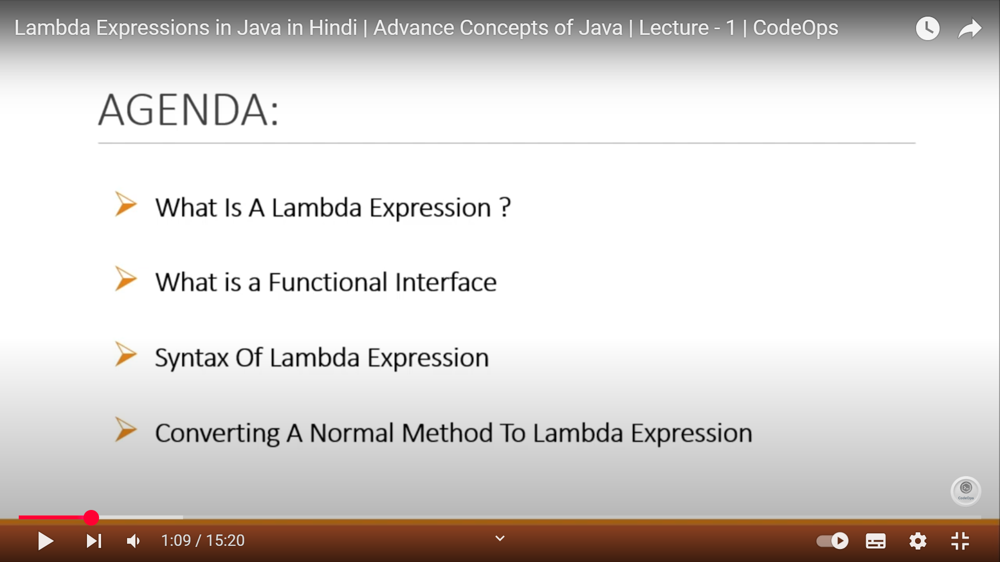 Lambda Expressions in Java in Hindi | Advance Concepts of Java | Lecture - 1 | CodeOps
AGENDA:
What Is A Lambda Expression ?
What is a Functional Interface
Syntax Of Lambda Expression
Converting A Normal Method To Lambda Expression
CodeOps
1:09 / 15:20